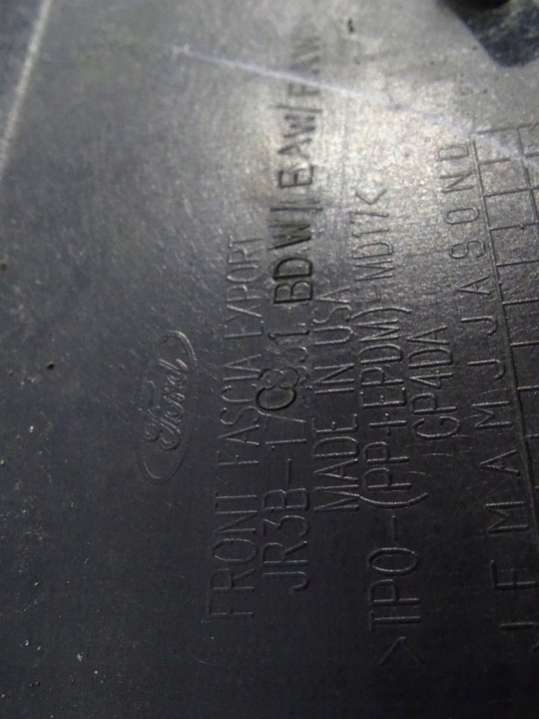 Ford
FRONT FASCIA EXPORT
JR3B-17C831 BDW/EAW/FAW
MADE IN USA
>TPO-(PP+EPDM)-MD17<
GP4DA
J F M A M J J A S O N D